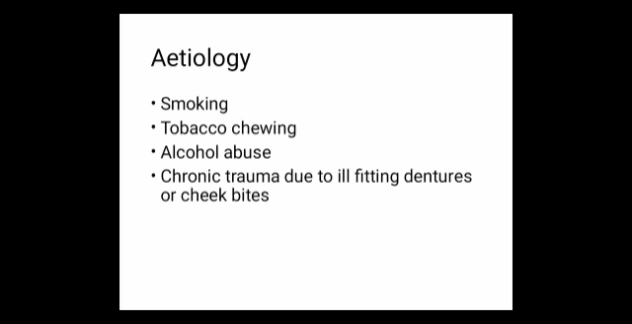 Aetiology
• Smoking
• Tobacco chewing
• Alcohol abuse
• Chronic trauma due to ill fitting dentures
or cheek bites